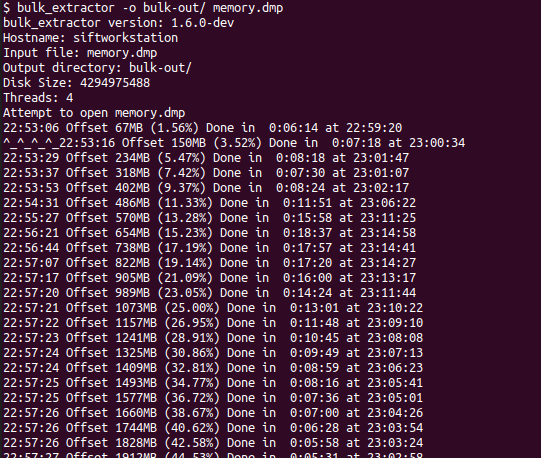 $ bulk_extractor -o bulk-out/ memory.dmp
bulk_extractor version: 1.6.0-dev
Hostname: siftworkstation
Input file: memory.dmp
Output directory: bulk-out/
Disk Size: 4294975488
Threads: 4
Attempt to open memory.dmp
22:53:06 Offset 67MB (1.56%) Done in  0:06:14 at 22:59:20
^_^_^_^_22:53:16 Offset 150MB (3.52%) Done in  0:07:18 at 23:00:34
22:53:29 Offset 234MB (5.47%) Done in  0:08:18 at 23:01:47
22:53:37 Offset 318MB (7.42%) Done in  0:07:30 at 23:01:07
22:53:53 Offset 402MB (9.37%) Done in  0:08:24 at 23:02:17
22:54:31 Offset 486MB (11.33%) Done in  0:11:51 at 23:06:22
22:55:27 Offset 570MB (13.28%) Done in  0:15:58 at 23:11:25
22:56:21 Offset 654MB (15.23%) Done in  0:18:37 at 23:14:58
22:56:44 Offset 738MB (17.19%) Done in  0:17:57 at 23:14:41
22:57:07 Offset 822MB (19.14%) Done in  0:17:20 at 23:14:27
22:57:17 Offset 905MB (21.09%) Done in  0:16:00 at 23:13:17
22:57:20 Offset 989MB (23.05%) Done in  0:14:24 at 23:11:44
22:57:21 Offset 1073MB (25.00%) Done in  0:13:01 at 23:10:22
22:57:22 Offset 1157MB (26.95%) Done in  0:11:48 at 23:09:10
22:57:23 Offset 1241MB (28.91%) Done in  0:10:45 at 23:08:08
22:57:24 Offset 1325MB (30.86%) Done in  0:09:49 at 23:07:13
22:57:24 Offset 1409MB (32.81%) Done in  0:08:59 at 23:06:23
22:57:25 Offset 1493MB (34.77%) Done in  0:08:16 at 23:05:41
22:57:25 Offset 1577MB (36.72%) Done in  0:07:36 at 23:05:01
22:57:26 Offset 1660MB (38.67%) Done in  0:07:00 at 23:04:26
22:57:26 Offset 1744MB (40.62%) Done in  0:06:28 at 23:03:54
22:57:26 Offset 1828MB (42.58%) Done in  0:05:58 at 23:03:24
22:57:27 Offset 1912MB (44.53%) Done in  0:05:31 at 23:02:58